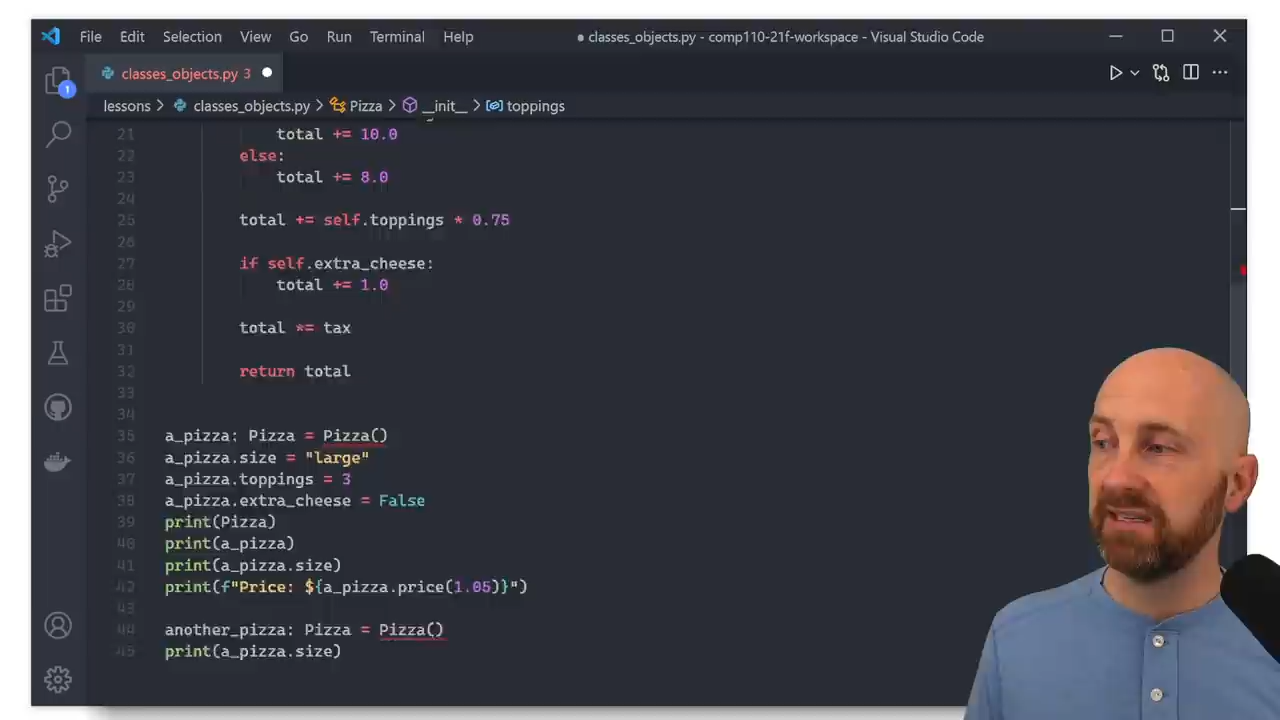 File Edit Selection View Go Run Terminal Help ● classes_objects.py - comp110-21f-workspace - Visual Studio Code
classes_objects.py 3
1
lessons > classes_objects.py > Pizza > __init__ > toppings
21 total += 10.0
22 else:
23 total += 8.0
24
25 total += self.toppings * 0.75
26
27 if self.extra_cheese:
28 total += 1.0
29
30 total *= tax
31
32 return total
33
34
35 a_pizza: Pizza = Pizza()
36 a_pizza.size = "large"
37 a_pizza.toppings = 3
38 a_pizza.extra_cheese = False
39 print(Pizza)
40 print(a_pizza)
41 print(a_pizza.size)
42 print(f"Price: ${a_pizza.price(1.05)}")
43
44 another_pizza: Pizza = Pizza()
45 print(a_pizza.size)